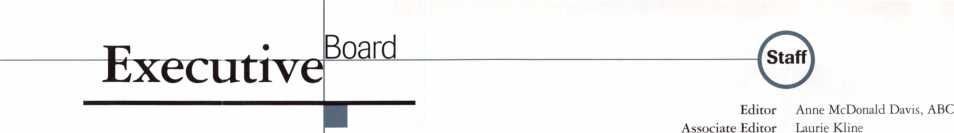 Executive Board
Staff
Editor Anne McDonald Davis, ABC
Associate Editor Laurie Kline